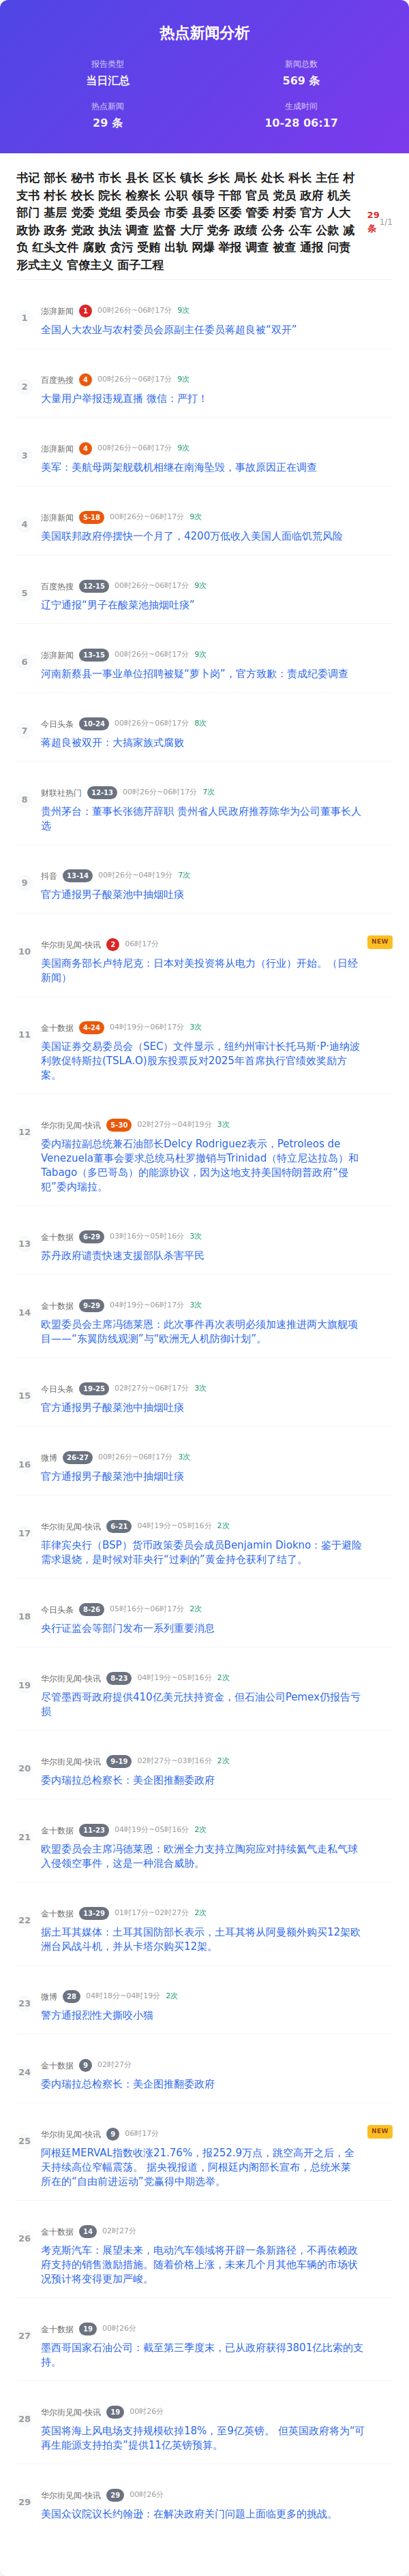 热点新闻分析
报告类型
当日汇总
新闻总数
569 条
热点新闻
29 条
生成时间
10-28 06:17
书记 部长 秘书 市长 县长 区长 镇长 乡长 局长 处长 科长 主任 村
支书 村长 校长 院长 检察长 公职 领导 干部 官员 党员 政府 机关
部门 基层 党委 党组 委员会 市委 县委 区委 管委 村委 官方 人大
政协 政务 党政 执法 调查 监督 大厅 党务 政绩 公务 公车 公款 减
负 红头文件 腐败 贪污 受贿 出轨 网爆 举报 调查 被查 通报 问责
形式主义 官僚主义 面子工程
29
条
1/1
1
澎湃新闻 1 00时26分~06时17分 9次
全国人大农业与农村委员会原副主任委员蒋超良被“双开”
2
百度热搜 4 00时26分~06时17分 9次
大量用户举报违规直播 微信：严打！
3
澎湃新闻 4 00时26分~06时17分 9次
美军：美航母两架舰载机相继在南海坠毁，事故原因正在调查
4
澎湃新闻 5-18 00时26分~06时17分 9次
美国联邦政府停摆快一个月了，4200万低收入美国人面临饥荒风险
5
百度热搜 12-15 00时26分~06时17分 9次
辽宁通报“男子在酸菜池抽烟吐痰”
6
澎湃新闻 13-15 00时26分~06时17分 9次
河南新蔡县一事业单位招聘被疑“萝卜岗”，官方致歉：责成纪委调查
7
今日头条 10-24 00时26分~06时17分 8次
蒋超良被双开：大搞家族式腐败
8
财联社热门 12-13 00时26分~06时17分 7次
贵州茅台：董事长张德芹辞职 贵州省人民政府推荐陈华为公司董事长人
选
9
抖音 13-14 00时26分~04时19分 7次
官方通报男子酸菜池中抽烟吐痰
10
华尔街见闻-快讯 2 06时17分
NEW
美国商务部长卢特尼克：日本对美投资将从电力（行业）开始。（日经
新闻）
11
金十数据 4-24 04时19分~06时17分 3次
美国证券交易委员会（SEC）文件显示，纽约州审计长托马斯·P·迪纳波
利敦促特斯拉(TSLA.O)股东投票反对2025年首席执行官绩效奖励方
案。
12
华尔街见闻-快讯 5-30 02时27分~04时19分 3次
委内瑞拉副总统兼石油部长Delcy Rodriguez表示，Petroleos de
Venezuela董事会要求总统马杜罗撤销与Trinidad（特立尼达拉岛）和
Tabago（多巴哥岛）的能源协议，因为这地支持美国特朗普政府“侵
犯”委内瑞拉。
13
金十数据 6-29 03时16分~05时16分 3次
苏丹政府谴责快速支援部队杀害平民
14
金十数据 9-29 04时19分~06时17分 3次
欧盟委员会主席冯德莱恩：此次事件再次表明必须加速推进两大旗舰项
目——“东翼防线观测”与“欧洲无人机防御计划”。
15
今日头条 19-25 02时27分~06时17分 3次
官方通报男子酸菜池中抽烟吐痰
16
微博 26-27 00时26分~06时17分 3次
官方通报男子酸菜池中抽烟吐痰
17
华尔街见闻-快讯 6-21 04时19分~05时16分 2次
菲律宾央行（BSP）货币政策委员会成员Benjamin Diokno：鉴于避险
需求退烧，是时候对菲央行“过剩的”黄金持仓获利了结了。
18
今日头条 8-26 05时16分~06时17分 2次
央行证监会等部门发布一系列重要消息
19
华尔街见闻-快讯 8-23 04时19分~05时16分 2次
尽管墨西哥政府提供410亿美元扶持资金，但石油公司Pemex仍报告亏
损
20
华尔街见闻-快讯 9-19 02时27分~03时16分 2次
委内瑞拉总检察长：美企图推翻委政府
21
金十数据 11-23 04时19分~05时16分 2次
欧盟委员会主席冯德莱恩：欧洲全力支持立陶宛应对持续氦气走私气球
入侵领空事件，这是一种混合威胁。
22
金十数据 13-29 01时17分~02时27分 2次
据土耳其媒体：土耳其国防部长表示，土耳其将从阿曼额外购买12架欧
洲台风战斗机，并从卡塔尔购买12架。
23
微博 28 04时18分~04时19分 2次
警方通报烈性犬撕咬小猫
24
金十数据 9 02时27分
委内瑞拉总检察长：美企图推翻委政府
25
华尔街见闻-快讯 9 06时17分
NEW
阿根廷MERVAL指数收涨21.76%，报252.9万点，跳空高开之后，全
天持续高位窄幅震荡。 据央视报道，阿根廷内阁部长宣布，总统米莱
所在的“自由前进运动”党赢得中期选举。
26
金十数据 14 02时27分
考克斯汽车：展望未来，电动汽车领域将开辟一条新路径，不再依赖政
府支持的销售激励措施。随着价格上涨，未来几个月其他车辆的市场状
况预计将变得更加严峻。
27
金十数据 19 00时26分
墨西哥国家石油公司：截至第三季度末，已从政府获得3801亿比索的支
持。
28
华尔街见闻-快讯 19 00时26分
英国将海上风电场支持规模砍掉18%，至9亿英镑。 但英国政府将为“可
再生能源支持拍卖”提供11亿英镑预算。
29
华尔街见闻-快讯 29 00时26分
美国众议院议长约翰逊：在解决政府关门问题上面临更多的挑战。